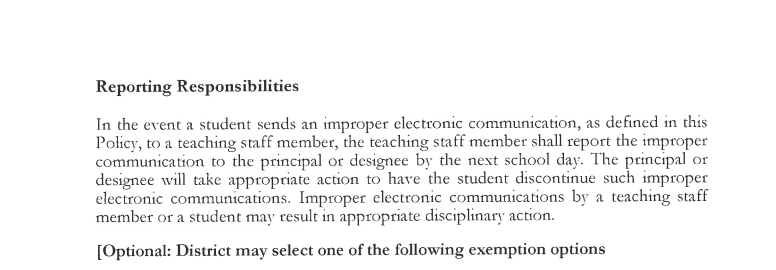 Reporting Responsibilities
In the event a student sends an improper electronic communication, as defined in this
Policy, to a teaching staff member, the teaching staff member shall report the improper
communication to the principal or designee by the next school day. The principal or
designee will take appropriate action to have the student discontinue such improper
electronic communications. Improper electronic communications by a teaching staff
member or a student may result in appropriate disciplinary action.
[Optional: District may select one of the following exemption options